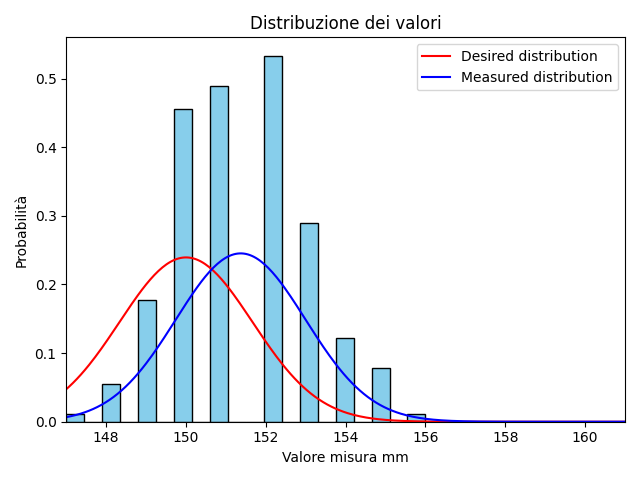 Distribuzione dei valori
Desired distribution
Measured distribution
Probabilità
0.5
0.4
0.3
0.2
0.1
0.0
148 150 152 154 156 158 160
Valore misura mm